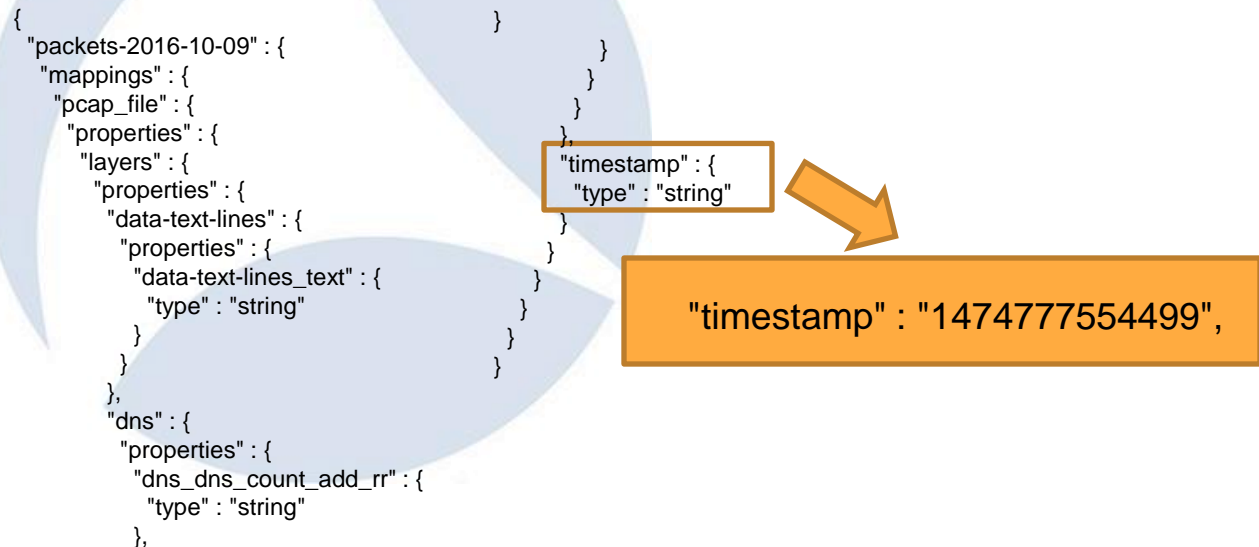 {
"packets-2016-10-09" : {
"mappings" : {
"pcap_file" : {
"properties" : {
"layers" : {
"properties" : {
"data-text-lines" : {
"properties" : {
"data-text-lines_text" : {
"type" : "string"
}
}
},
"dns" : {
"properties" : {
"dns_dns_count_add_rr" : {
"type" : "string"
},
}
}
}
}
},
"timestamp" : {
"type" : "string"
}
}
}
}
}
}
"timestamp" : "1474777554499",